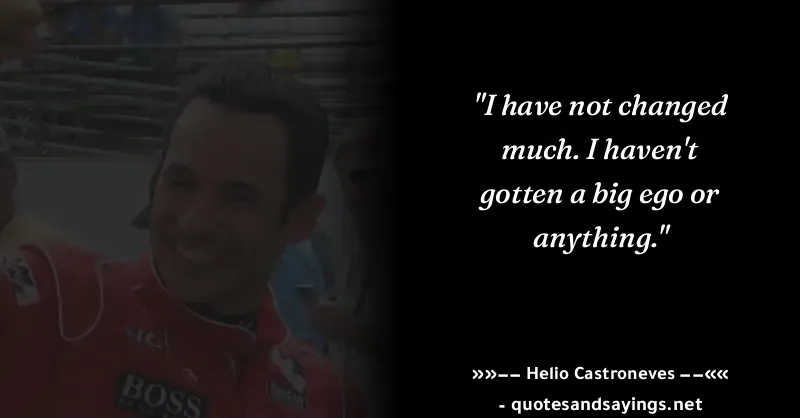 "I have not changed
much. I haven't
gotten a big ego or
anything."
»»—— Helio Castroneves ——««
- quotesandsayings.net
BOSS